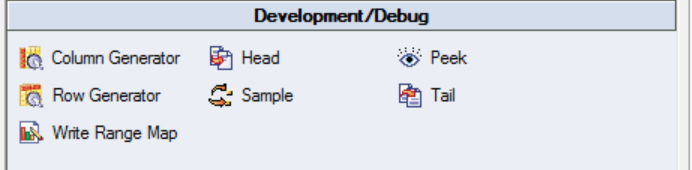 Development/Debug
Column Generator Head Peek
Row Generator Sample Tail
Write Range Map